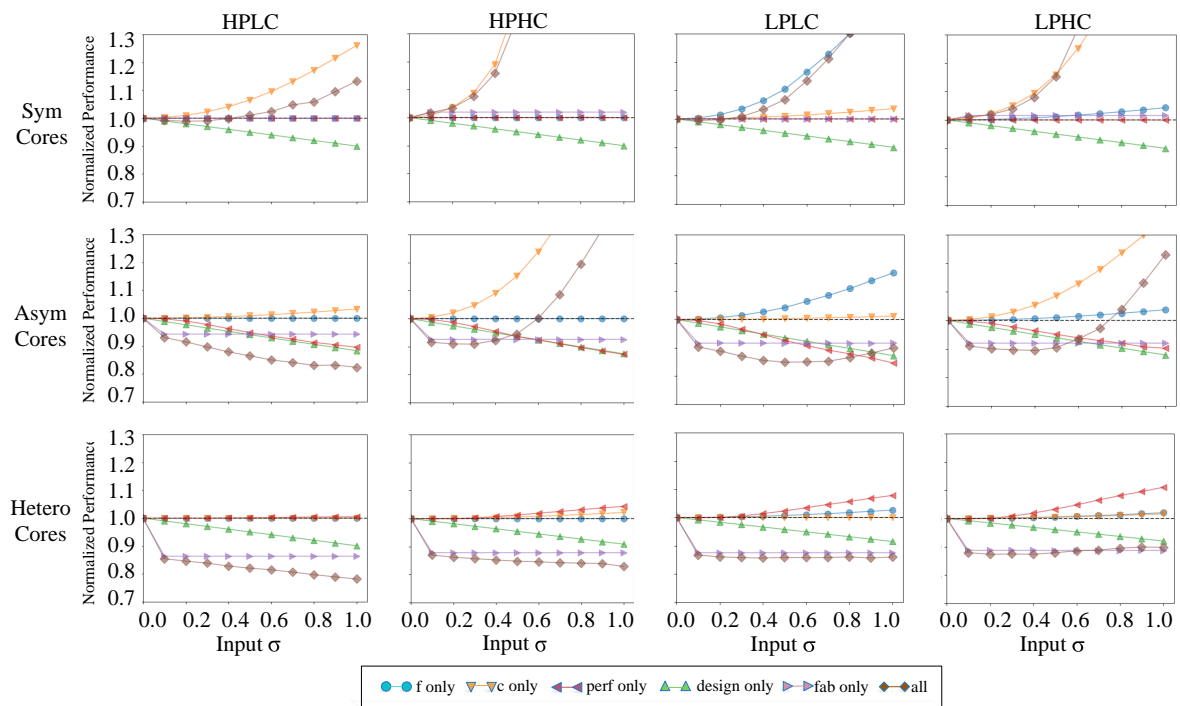 HPLC HPHC LPLC LPHC
Sym
Cores
Normalized Performance
1.3
1.2
1.1
1.0
0.9
0.8
0.7
Asym
Cores
Normalized Performance
1.3
1.2
1.1
1.0
0.9
0.8
0.7
Hetero
Cores
Normalized Performance
1.3
1.2
1.1
1.0
0.9
0.8
0.7
0.0 0.2 0.4 0.6 0.8 1.0 0.0 0.2 0.4 0.6 0.8 1.0 0.0 0.2 0.4 0.6 0.8 1.0 0.0 0.2 0.4 0.6 0.8 1.0
Input σ Input σ Input σ Input σ
f only c only perf only design only fab only all